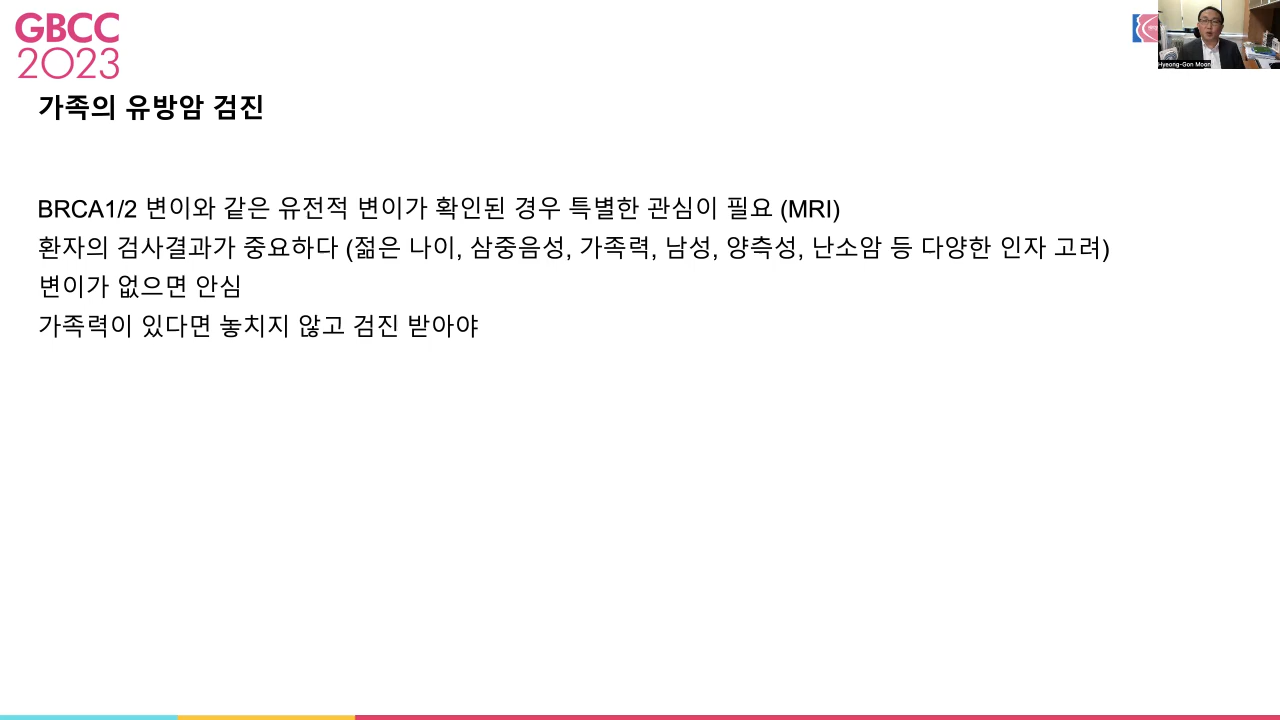 GBCC
2023
Hyeong-Gon Moon
가족의 유방암 검진
BRCA1/2 변이와 같은 유전적 변이가 확인된 경우 특별한 관심이 필요 (MRI)
환자의 검사결과가 중요하다 (젊은 나이, 삼중음성, 가족력, 남성, 양측성, 난소암 등 다양한 인자 고려)
변이가 없으면 안심
가족력이 있다면 놓치지 않고 검진 받아야